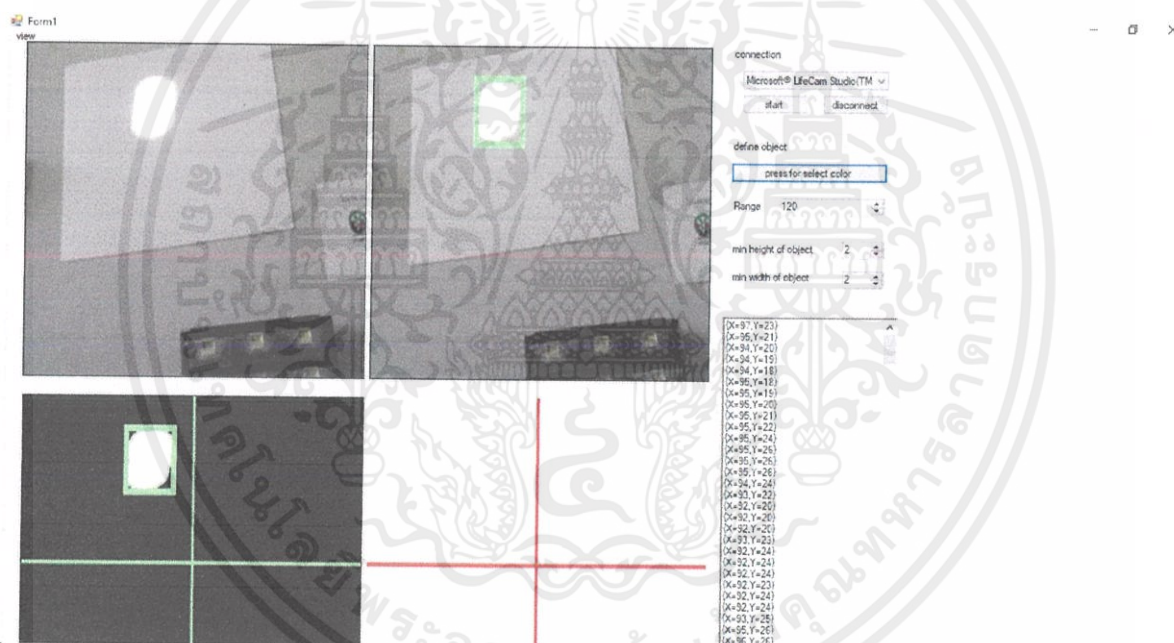 Form1
view
connection
Microsoft® LifeCam Studio(TM
start
disconnect
define object
press for select color
Range 120
min height of object 2
min width of object 2
{X=97,Y=23}
{X=95,Y=21}
{X=94,Y=20}
{X=94,Y=19}
{X=94,Y=18}
{X=95,Y=18}
{X=95,Y=19}
{X=95,Y=20}
{X=95,Y=21}
{X=95,Y=22}
{X=95,Y=24}
{X=95,Y=26}
{X=95,Y=26}
{X=95,Y=26}
{X=94,Y=24}
{X=93,Y=22}
{X=92,Y=20}
{X=92,Y=20}
{X=92,Y=20}
{X=93,Y=23}
{X=92,Y=24}
{X=92,Y=24}
{X=92,Y=24}
{X=92,Y=23}
{X=92,Y=24}
{X=92,Y=24}
{X=93,Y=25}
{X=95,Y=26}
{X=96,Y=26}